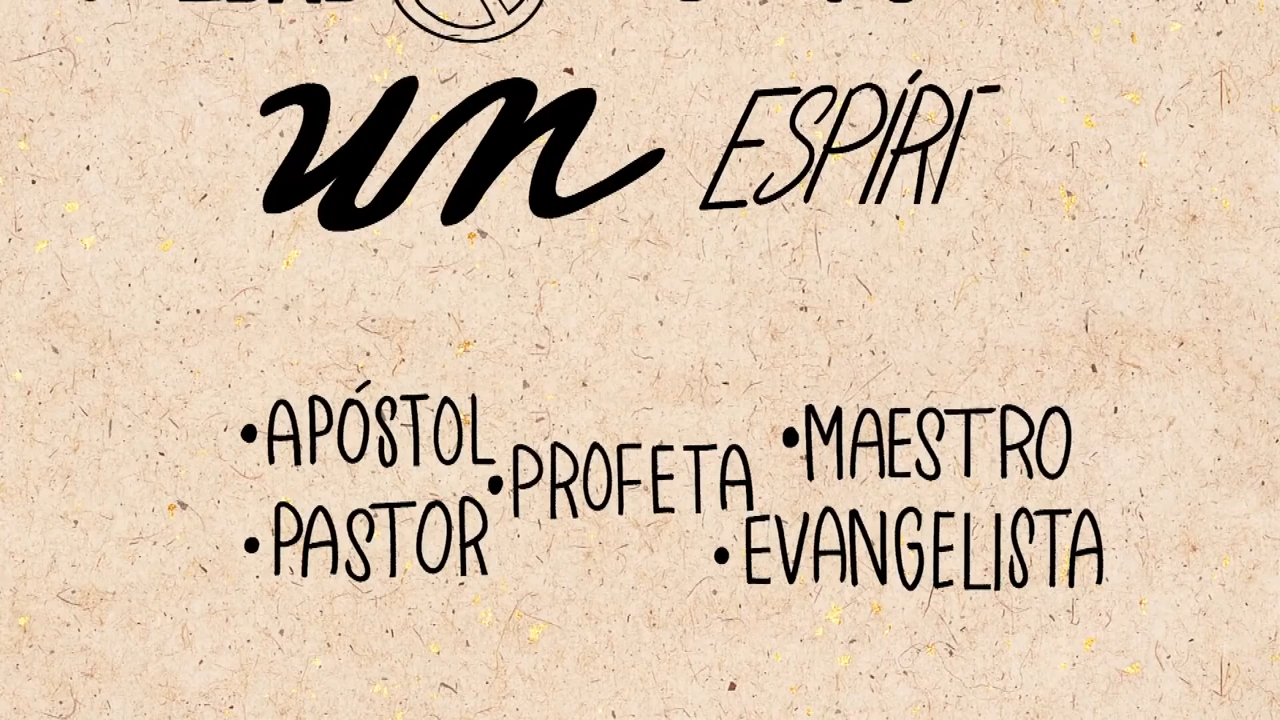 un ESPÍRI
•APÓSTOL
•PROFETA
•MAESTRO
•PASTOR
•EVANGELISTA